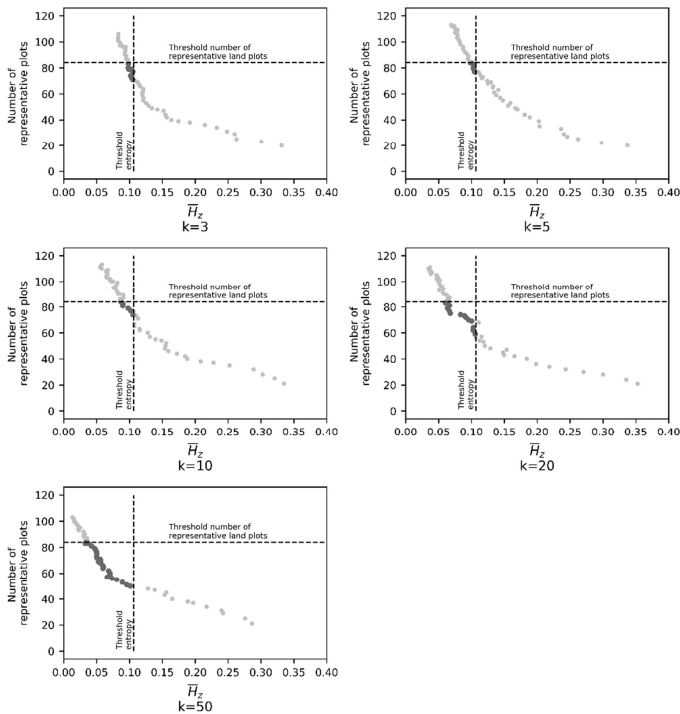 120
100
80
60
40
20
0
Number of
representative plots
Threshold number of
representative land plots
Threshold
entropy
0.00 0.05 0.10 0.15 0.20 0.25 0.30 0.35 0.40
H̅z
k=3
120
100
80
60
40
20
0
Number of
representative plots
Threshold number of
representative land plots
Threshold
entropy
0.00 0.05 0.10 0.15 0.20 0.25 0.30 0.35 0.40
H̅z
k=5
120
100
80
60
40
20
0
Number of
representative plots
Threshold number of
representative land plots
Threshold
entropy
0.00 0.05 0.10 0.15 0.20 0.25 0.30 0.35 0.40
H̅z
k=10
120
100
80
60
40
20
0
Number of
representative plots
Threshold number of
representative land plots
Threshold
entropy
0.00 0.05 0.10 0.15 0.20 0.25 0.30 0.35 0.40
H̅z
k=20
120
100
80
60
40
20
0
Number of
representative plots
Threshold number of
representative land plots
Threshold
entropy
0.00 0.05 0.10 0.15 0.20 0.25 0.30 0.35 0.40
H̅z
k=50